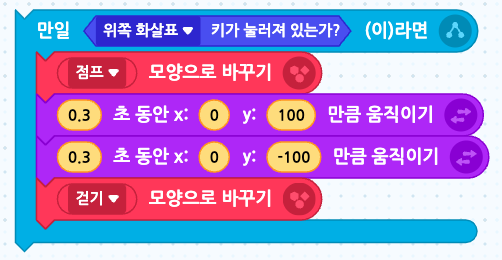 만일 위쪽 화살표 ▼ 키가 눌러져 있는가? (이)라면
점프 ▼ 모양으로 바꾸기
0.3 초 동안 x: 0 y: 100 만큼 움직이기
0.3 초 동안 x: 0 y: -100 만큼 움직이기
걷기 ▼ 모양으로 바꾸기